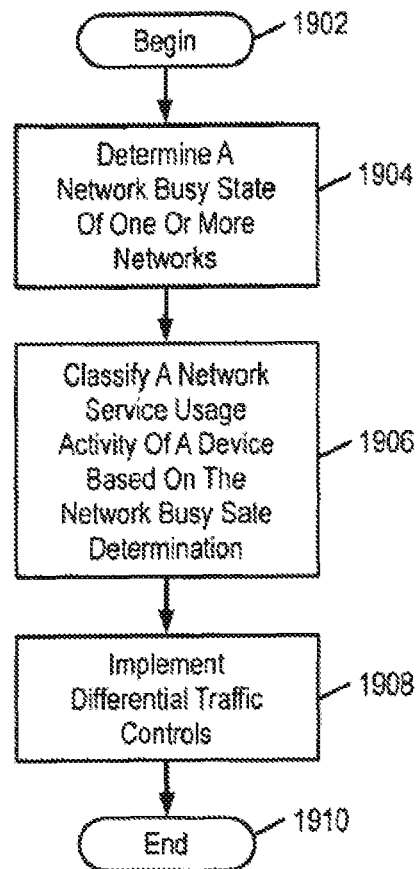 Begin
1902
Determine A
Network Busy State
Of One Or More
Networks
1904
Classify A Network
Service Usage
Activity Of A Device
Based On The
Network Busy Sate
Determination
1906
Implement
Differential Traffic
Controls
1908
End
1910